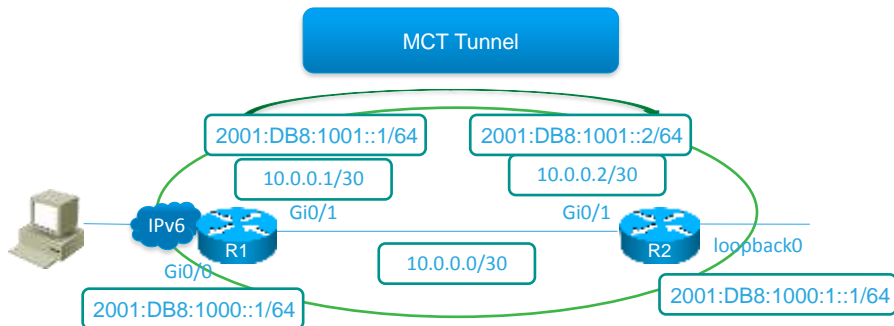 MCT Tunnel
2001:DB8:1001::1/64
2001:DB8:1001::2/64
10.0.0.1/30
10.0.0.2/30
Gi0/1
Gi0/1
IPv6
R1
R2
loopback0
Gi0/0
10.0.0.0/30
2001:DB8:1000::1/64
2001:DB8:1000:1::1/64